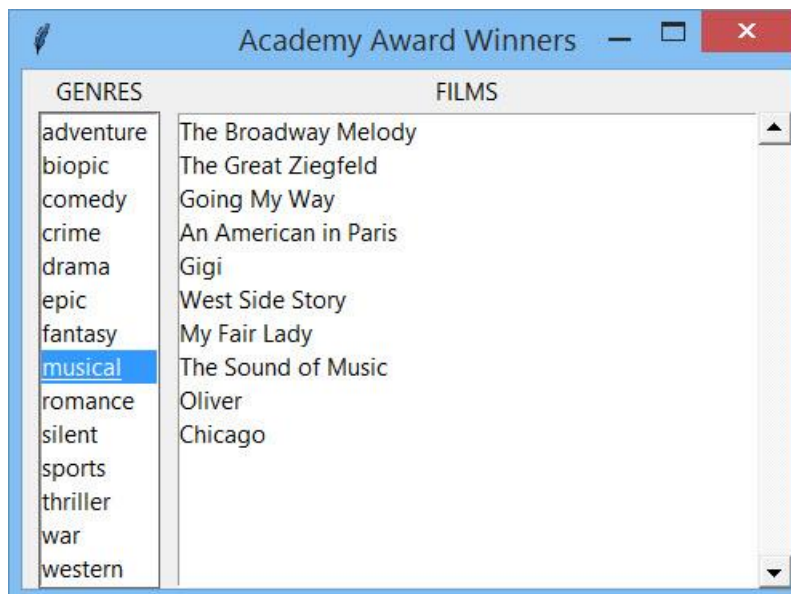 Academy Award Winners
GENRES
FILMS
adventure
biopic
comedy
crime
drama
epic
fantasy
musical
romance
silent
sports
thriller
war
western
The Broadway Melody
The Great Ziegfeld
Going My Way
An American in Paris
Gigi
West Side Story
My Fair Lady
The Sound of Music
Oliver
Chicago